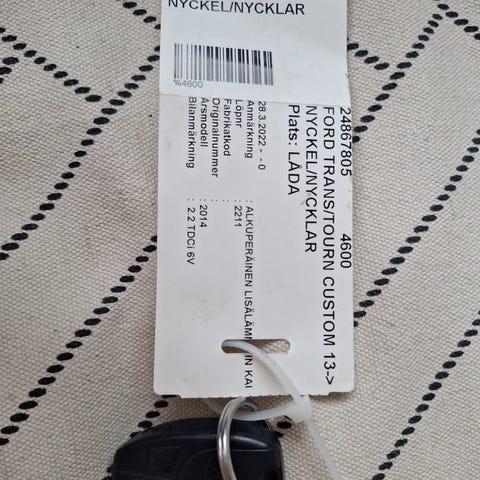 NYCKEL/NYCKLAR
%4600
24867805 4600
FORD TRANS/TOURN CUSTOM 13->
NYCKEL/NYCKLAR
Plats: LÅDA
28.3.2022 - - 0
Anmärkning : ALKUPERÄINEN
Löpnr : 2211
Fabrikatkod
Originalnummer :
Årsmodell : 2014
Bilanmärkning : 2.2 TDCi 6V